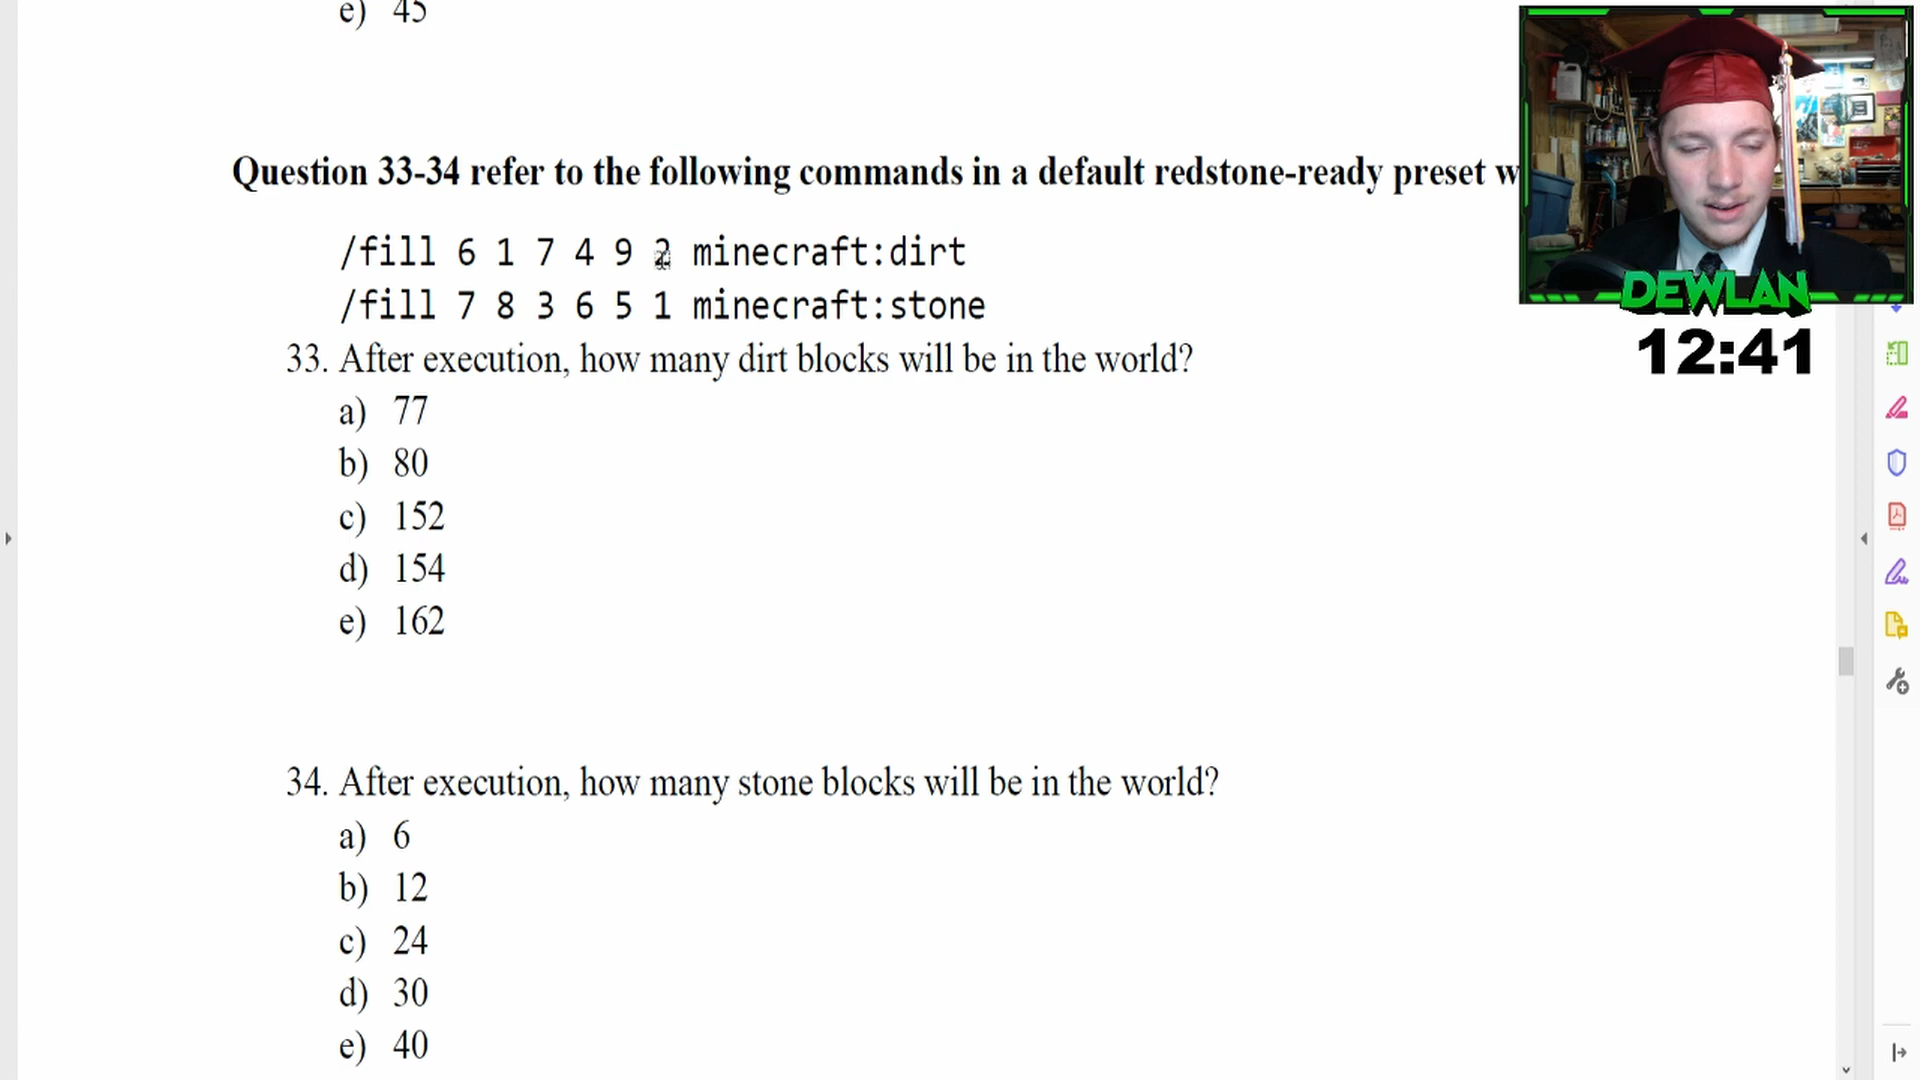 e) 45
Question 33-34 refer to the following commands in a default redstone-ready preset w
/fill 6 1 7 4 9 2 minecraft:dirt
/fill 7 8 3 6 5 1 minecraft:stone
33. After execution, how many dirt blocks will be in the world?
a) 77
b) 80
c) 152
d) 154
e) 162
34. After execution, how many stone blocks will be in the world?
a) 6
b) 12
c) 24
d) 30
e) 40
DEWLAN
12:41